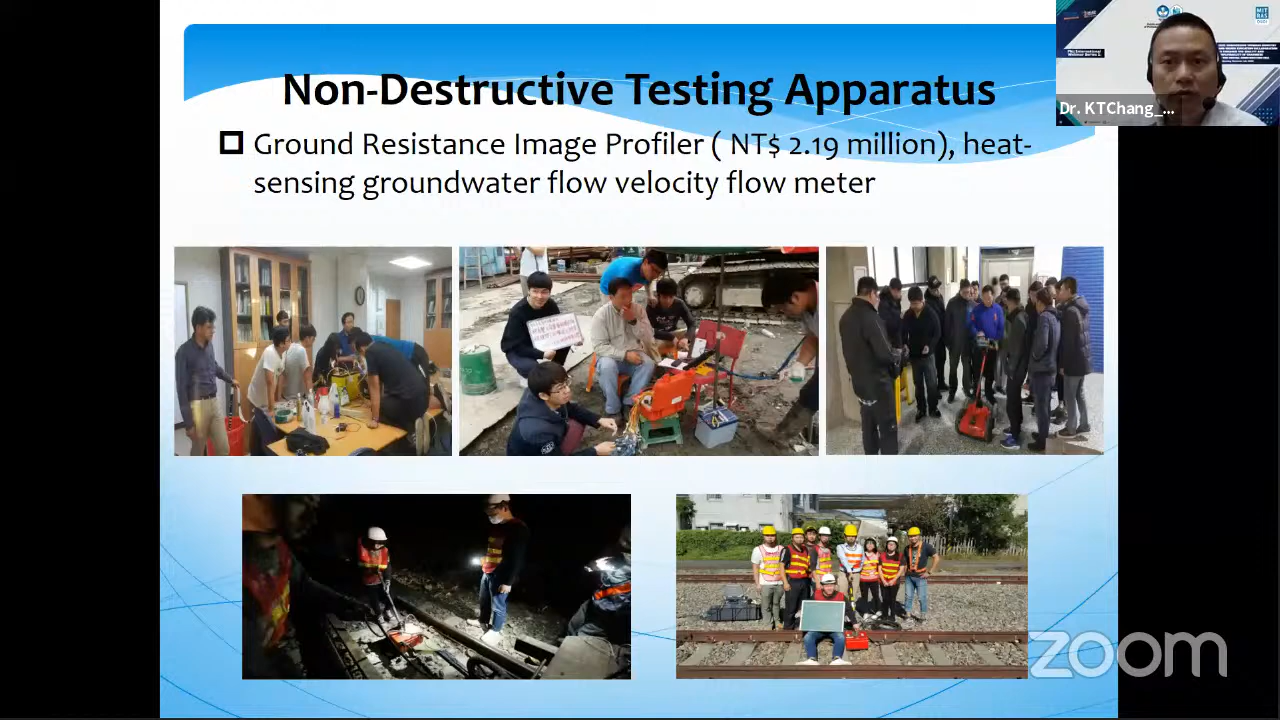 Non-Destructive Testing Apparatus
Ground Resistance Image Profiler ( NT$ 2.19 million), heat-
sensing groundwater flow velocity flow meter
Dr. KTChang_...
zoom